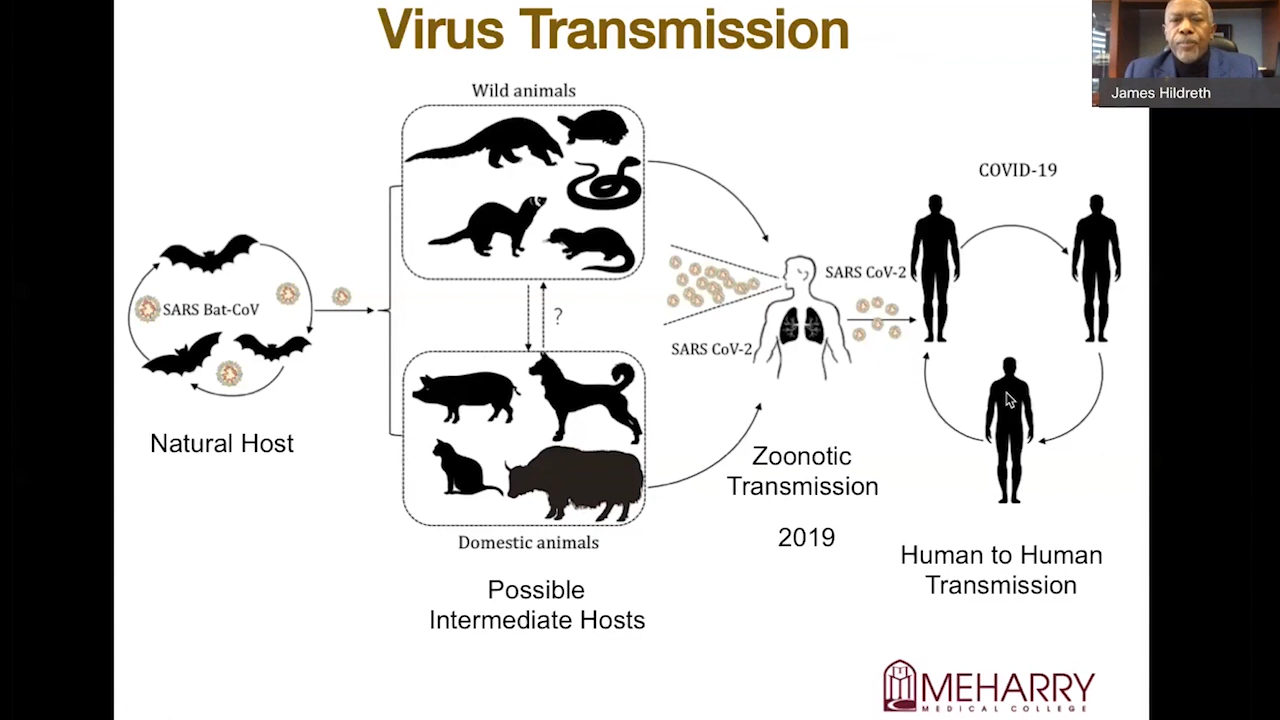 Virus Transmission
James Hildreth
Wild animals
COVID-19
SARS CoV-2
SARS Bat-CoV
?
SARS CoV-2
Natural Host
Zoonotic
Transmission
2019
Domestic animals
Human to Human
Transmission
Possible
Intermediate Hosts
MEHARRY
MEDICAL COLLEGE